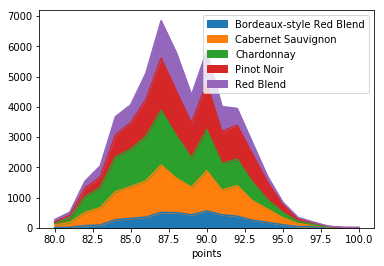 7000
6000
5000
4000
3000
2000
1000
0
Bordeaux-style Red Blend
Cabernet Sauvignon
Chardonnay
Pinot Noir
Red Blend
80.0 82.5 85.0 87.5 90.0 92.5 95.0 97.5 100.0
points